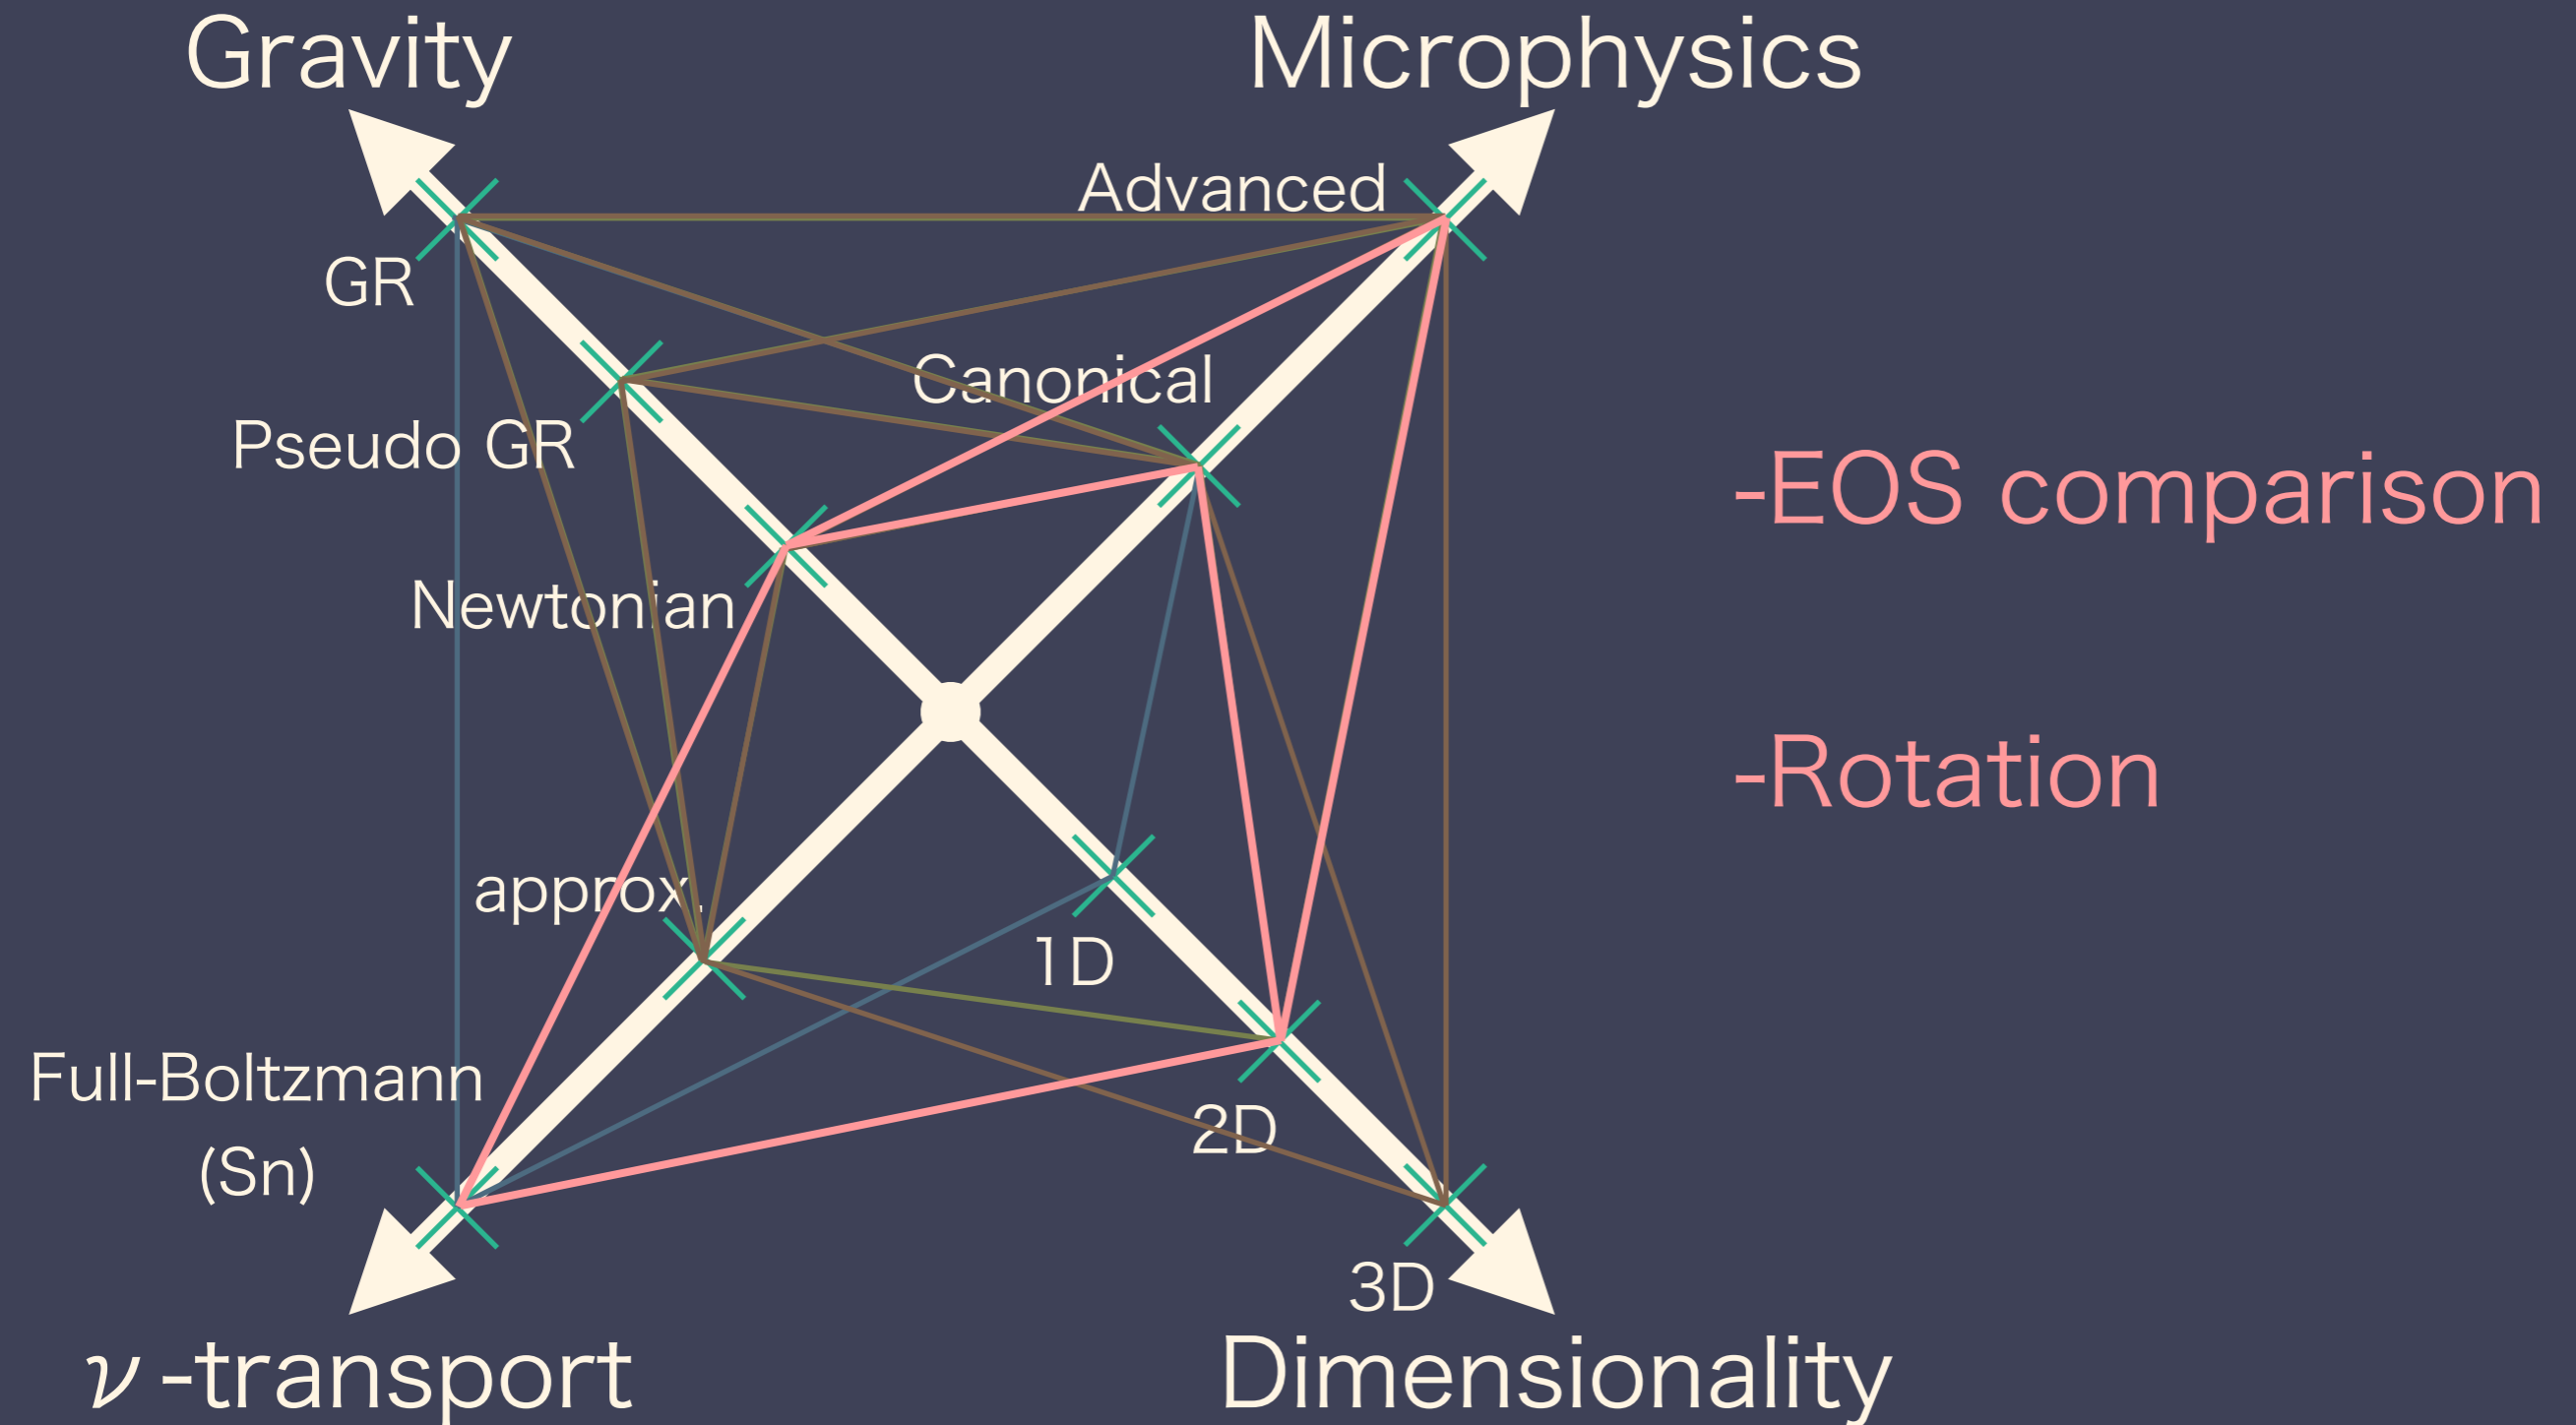 Gravity
Microphysics
Advanced
GR
Canonical
Pseudo GR
-EOS comparison
Newtonian
-Rotation
approx.
1D
Full-Boltzmann
(Sn)
2D
3D
ν-transport
Dimensionality